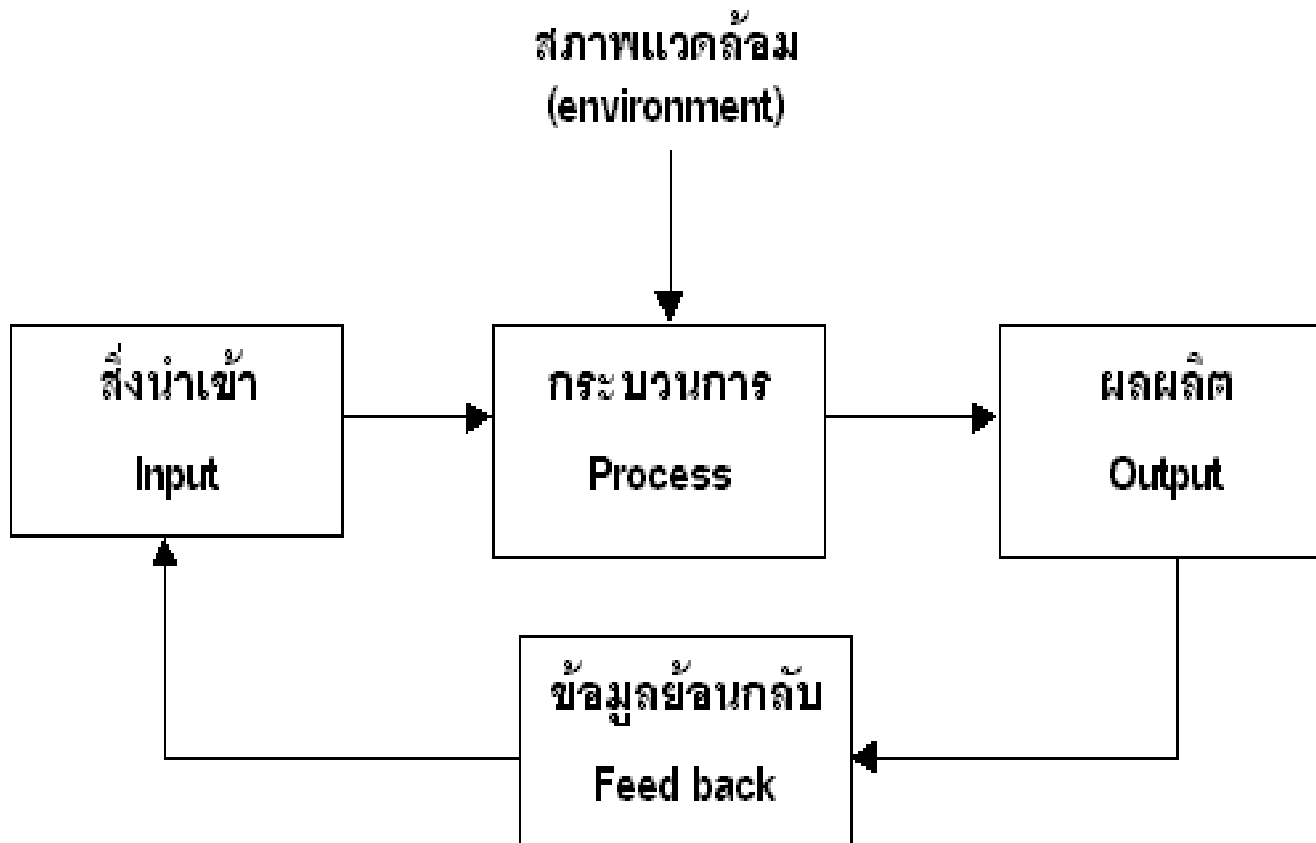 สภาพแวดล้อม
(environment)
สิ่งนำเข้า
Input
กระบวนการ
Process
ผลผลิต
Output
ข้อมูลย้อนกลับ
Feed back